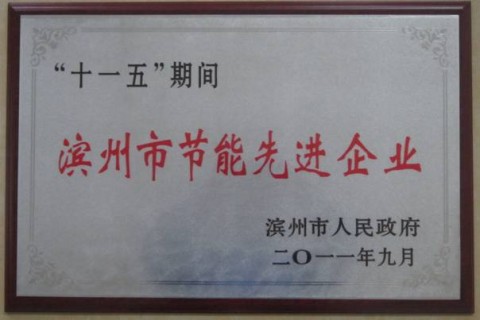 “十一五”期间
滨州市节能先进企业
滨州市人民政府
二〇一一年九月